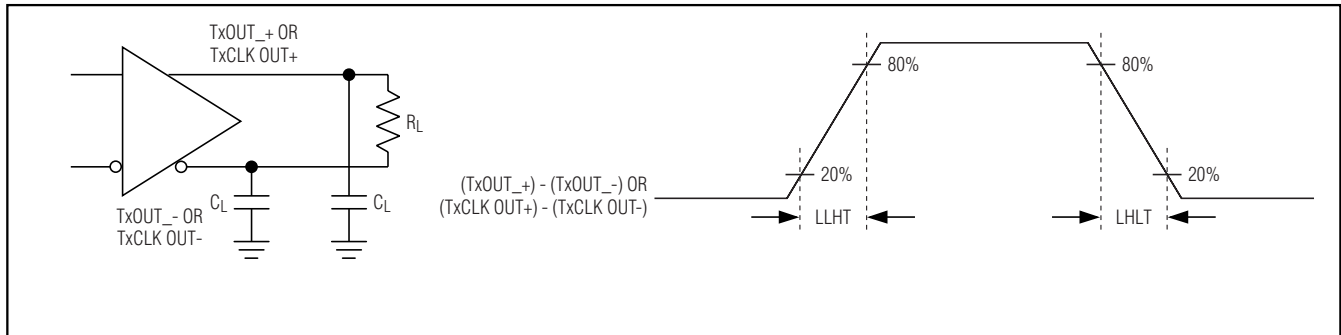 TxOUT_+ OR
TxCLK OUT+
RL
CL
CL
TxOUT_- OR
TxCLK OUT-
80%
80%
20%
20%
(TxOUT_+) - (TxOUT_-) OR
(TxCLK OUT+) - (TxCLK OUT-)
LLHT
LHLT